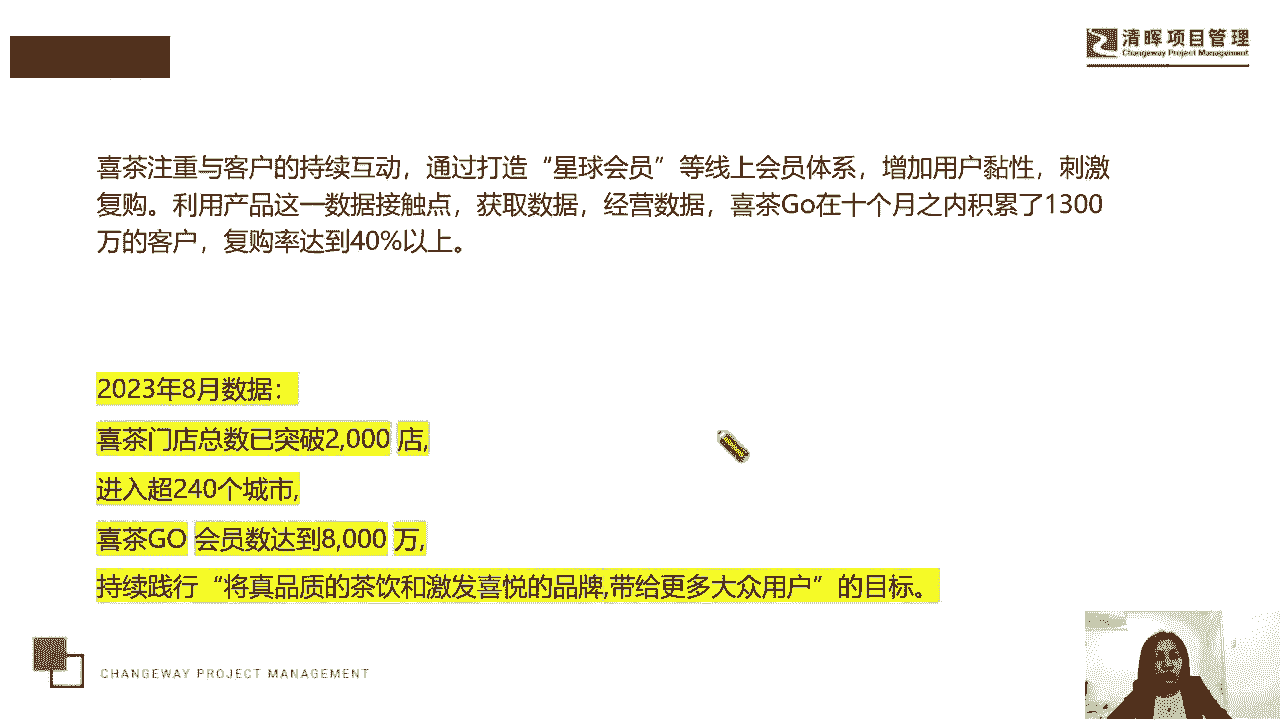 清晖项目管理
Changeway Project Management
喜茶注重与客户的持续互动，通过打造“星球会员”等线上会员体系，增加用户黏性，刺激
复购。利用产品这一数据接触点，获取数据，经营数据，喜茶Go在十个月之内积累了1300
万的客户，复购率达到40%以上。
2023年8月数据：
喜茶门店总数已突破2,000 店,
进入超240个城市,
喜茶GO 会员数达到8,000 万,
持续践行“将真品质的茶饮和激发喜悦的品牌,带给更多大众用户”的目标。
CHANGEWAY PROJECT MANAGEMENT